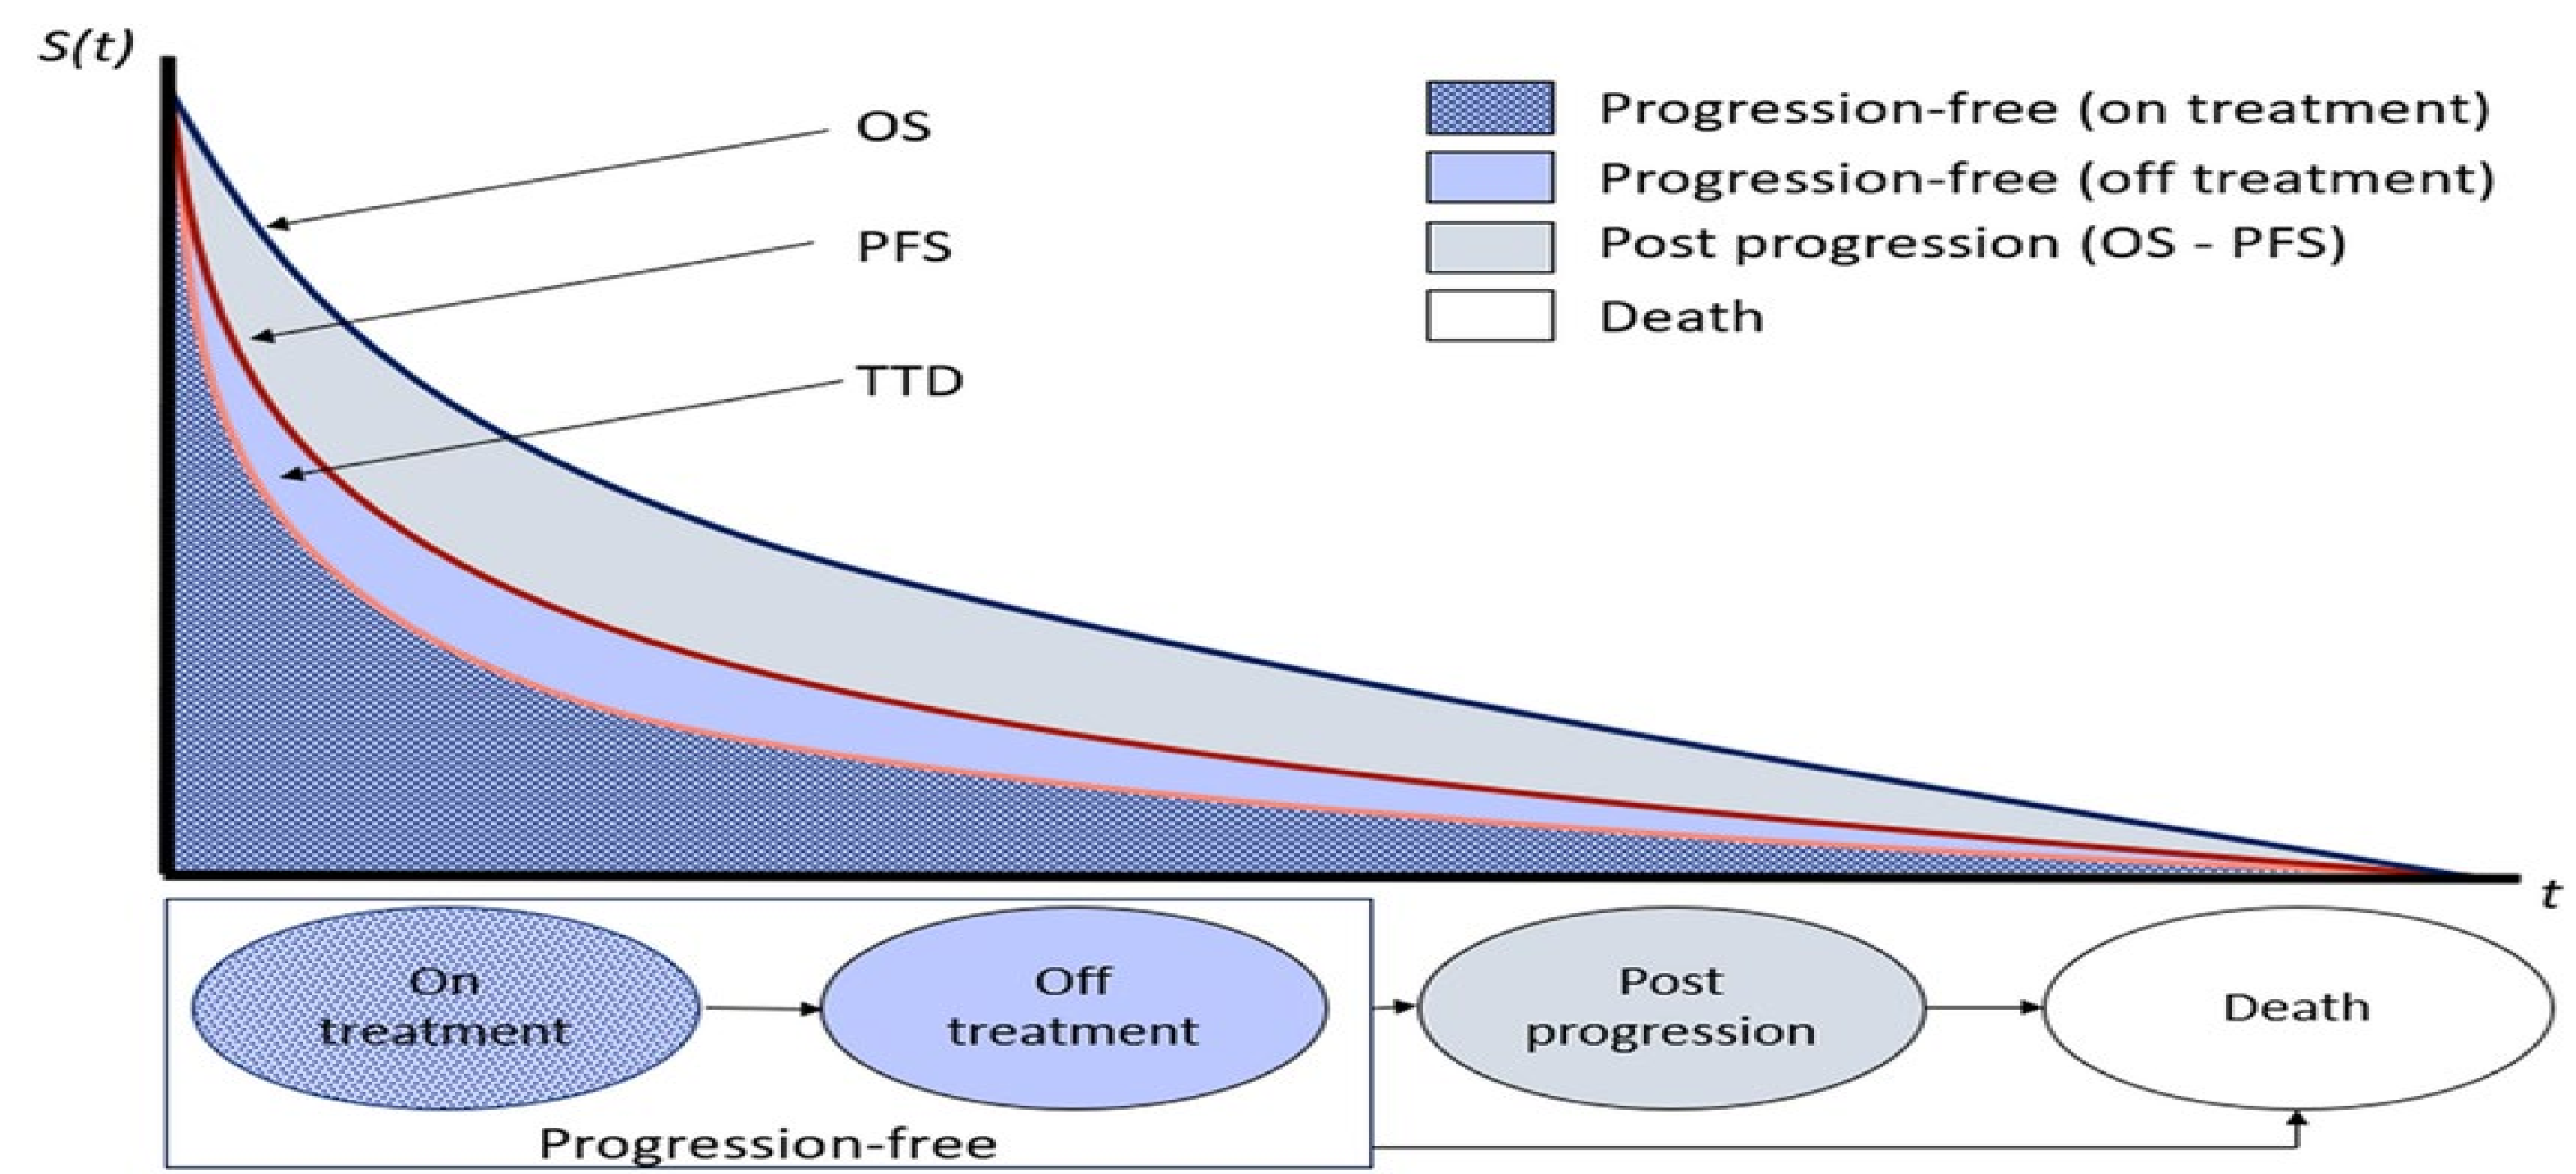 S(t)
OS
PFS
TTD
Progression-free (on treatment)
Progression-free (off treatment)
Post progression (OS - PFS)
Death
t
On
treatment
Off
treatment
Post
progression
Death
Progression-free